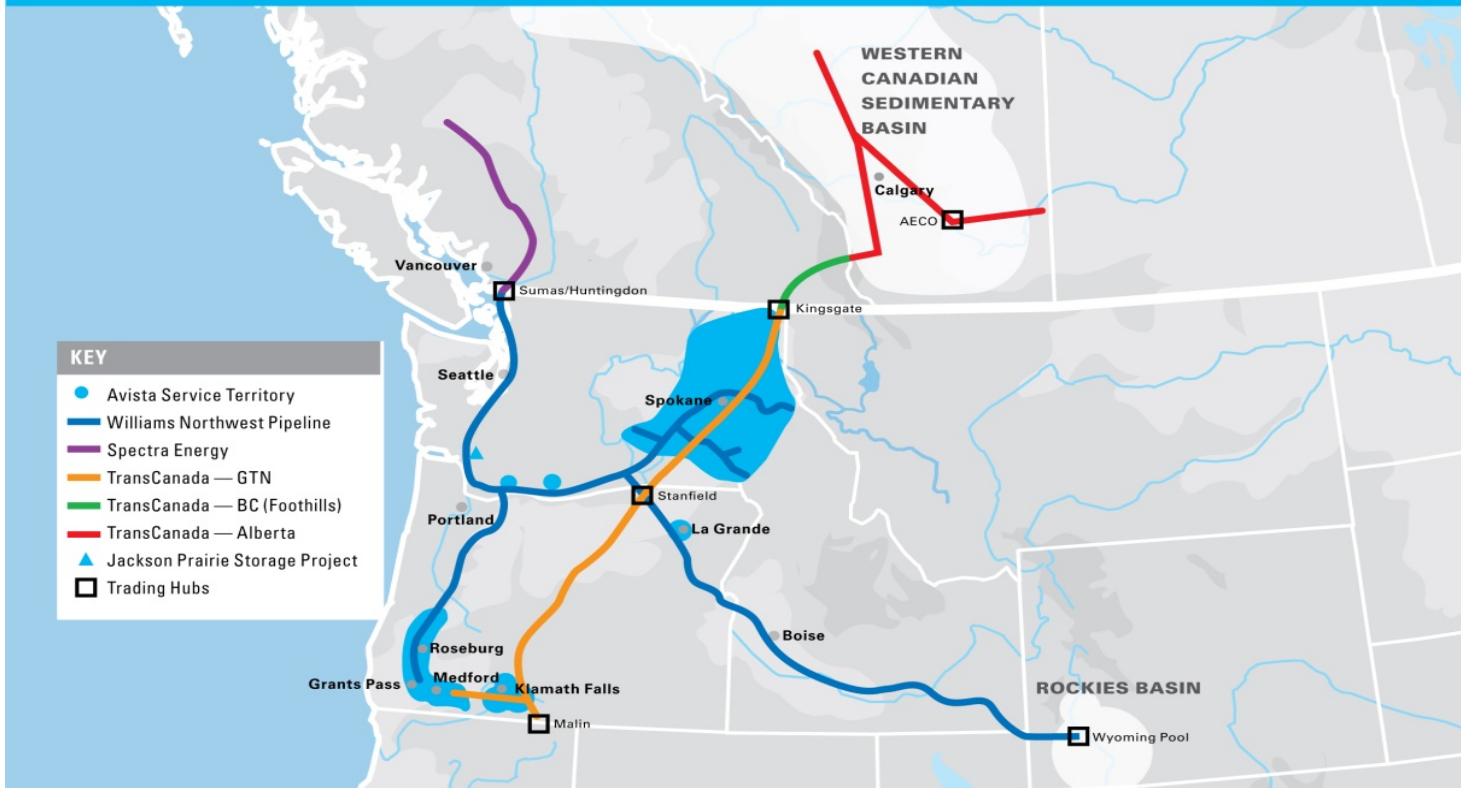 WESTERN
CANADIAN
SEDIMENTARY
BASIN
Calgary
AECO
Vancouver
Sumas/Huntingdon
Kingsgate
KEY
Avista Service Territory
Williams Northwest Pipeline
Spectra Energy
TransCanada — GTN
TransCanada — BC (Foothills)
TransCanada — Alberta
Jackson Prairie Storage Project
Trading Hubs
Seattle
Spokane
Stanfield
Portland
La Grande
Boise
Roseburg
Medford
Grants Pass
Klamath Falls
Malin
ROCKIES BASIN
Wyoming Pool